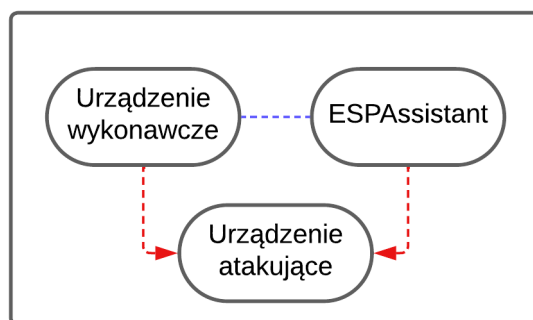 Urządzenie
wykonawcze
ESPAssistant
Urządzenie
atakujące